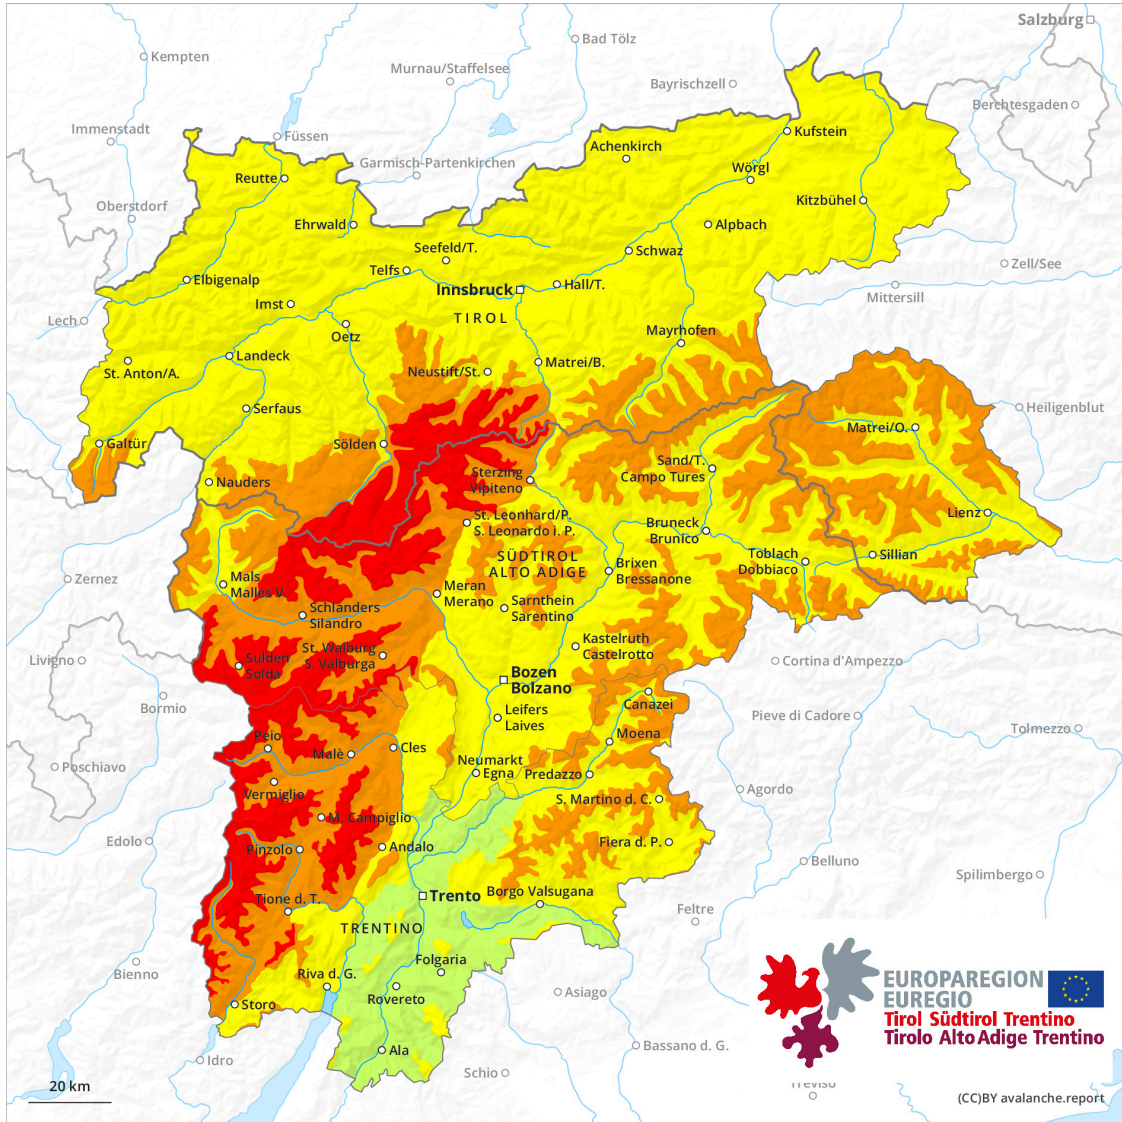 Salzburg
Bad Tölz
Kempten
Murnau/Staffelsee
Bayrischzell
Berchtesgaden
Immenstadt
Füssen
Kufstein
Achenkirch
Garmisch-Partenkirchen
Wörgl
Reutte
Kitzbühel
Oberstdorf
Ehrwald
Alpbach
Seefeld/T.
Schwaz
Zell/See
Telfs
Elbigenalp
Innsbruck
Hall/T.
Mittersill
Imst
TIROL
Lech
Oetz
Mayrhofen
Landeck
Matrei/B.
St. Anton/A.
Neustift/St.
Serfaus
Heiligenblut
Matrei/O.
Galtür
Sölden
Sand/T.
Campo Tures
Sterzing
Vipiteno
Nauders
St. Leonhard/P.
S. Leonardo i. P.
Lienz
Bruneck
Brunico
SÜDTIROL
ALTO ADIGE
Toblach
Dobbiaco
Sillian
Brixen
Bressanone
Zernez
Mals
Malles V.
Meran
Merano
Sarnthein
Sarentino
Schlanders
Silandro
Kastelruth
Castelrotto
St. Walburg
S. Valburga
Livigno
Sulden
Solda
Cortina d'Ampezzo
Bozen
Bolzano
Bormio
Canazei
Leifers
Laives
Pieve di Cadore
Tolmezzo
Moena
Peio
Malè
Cles
Poschiavo
Neumarkt
Egna
Predazzo
Vermiglio
Agordo
S. Martino d. C.
M. Campiglio
Edolo
Pinzolo
Andalo
Fiera d. P.
Belluno
Spilimbergo
Trento
Borgo Valsugana
Tione d. T.
Feltre
TRENTINO
Folgaria
Bienno
Riva d. G.
EUROPAREGION
EUREGIO
Tirol Südtirol Trentino
Tirolo Alto Adige Trentino
Rovereto
Asiago
Storo
Ala
Bassano d. G.
Idro
Schio
Treviso
20 km
(CC)BY avalanche.report